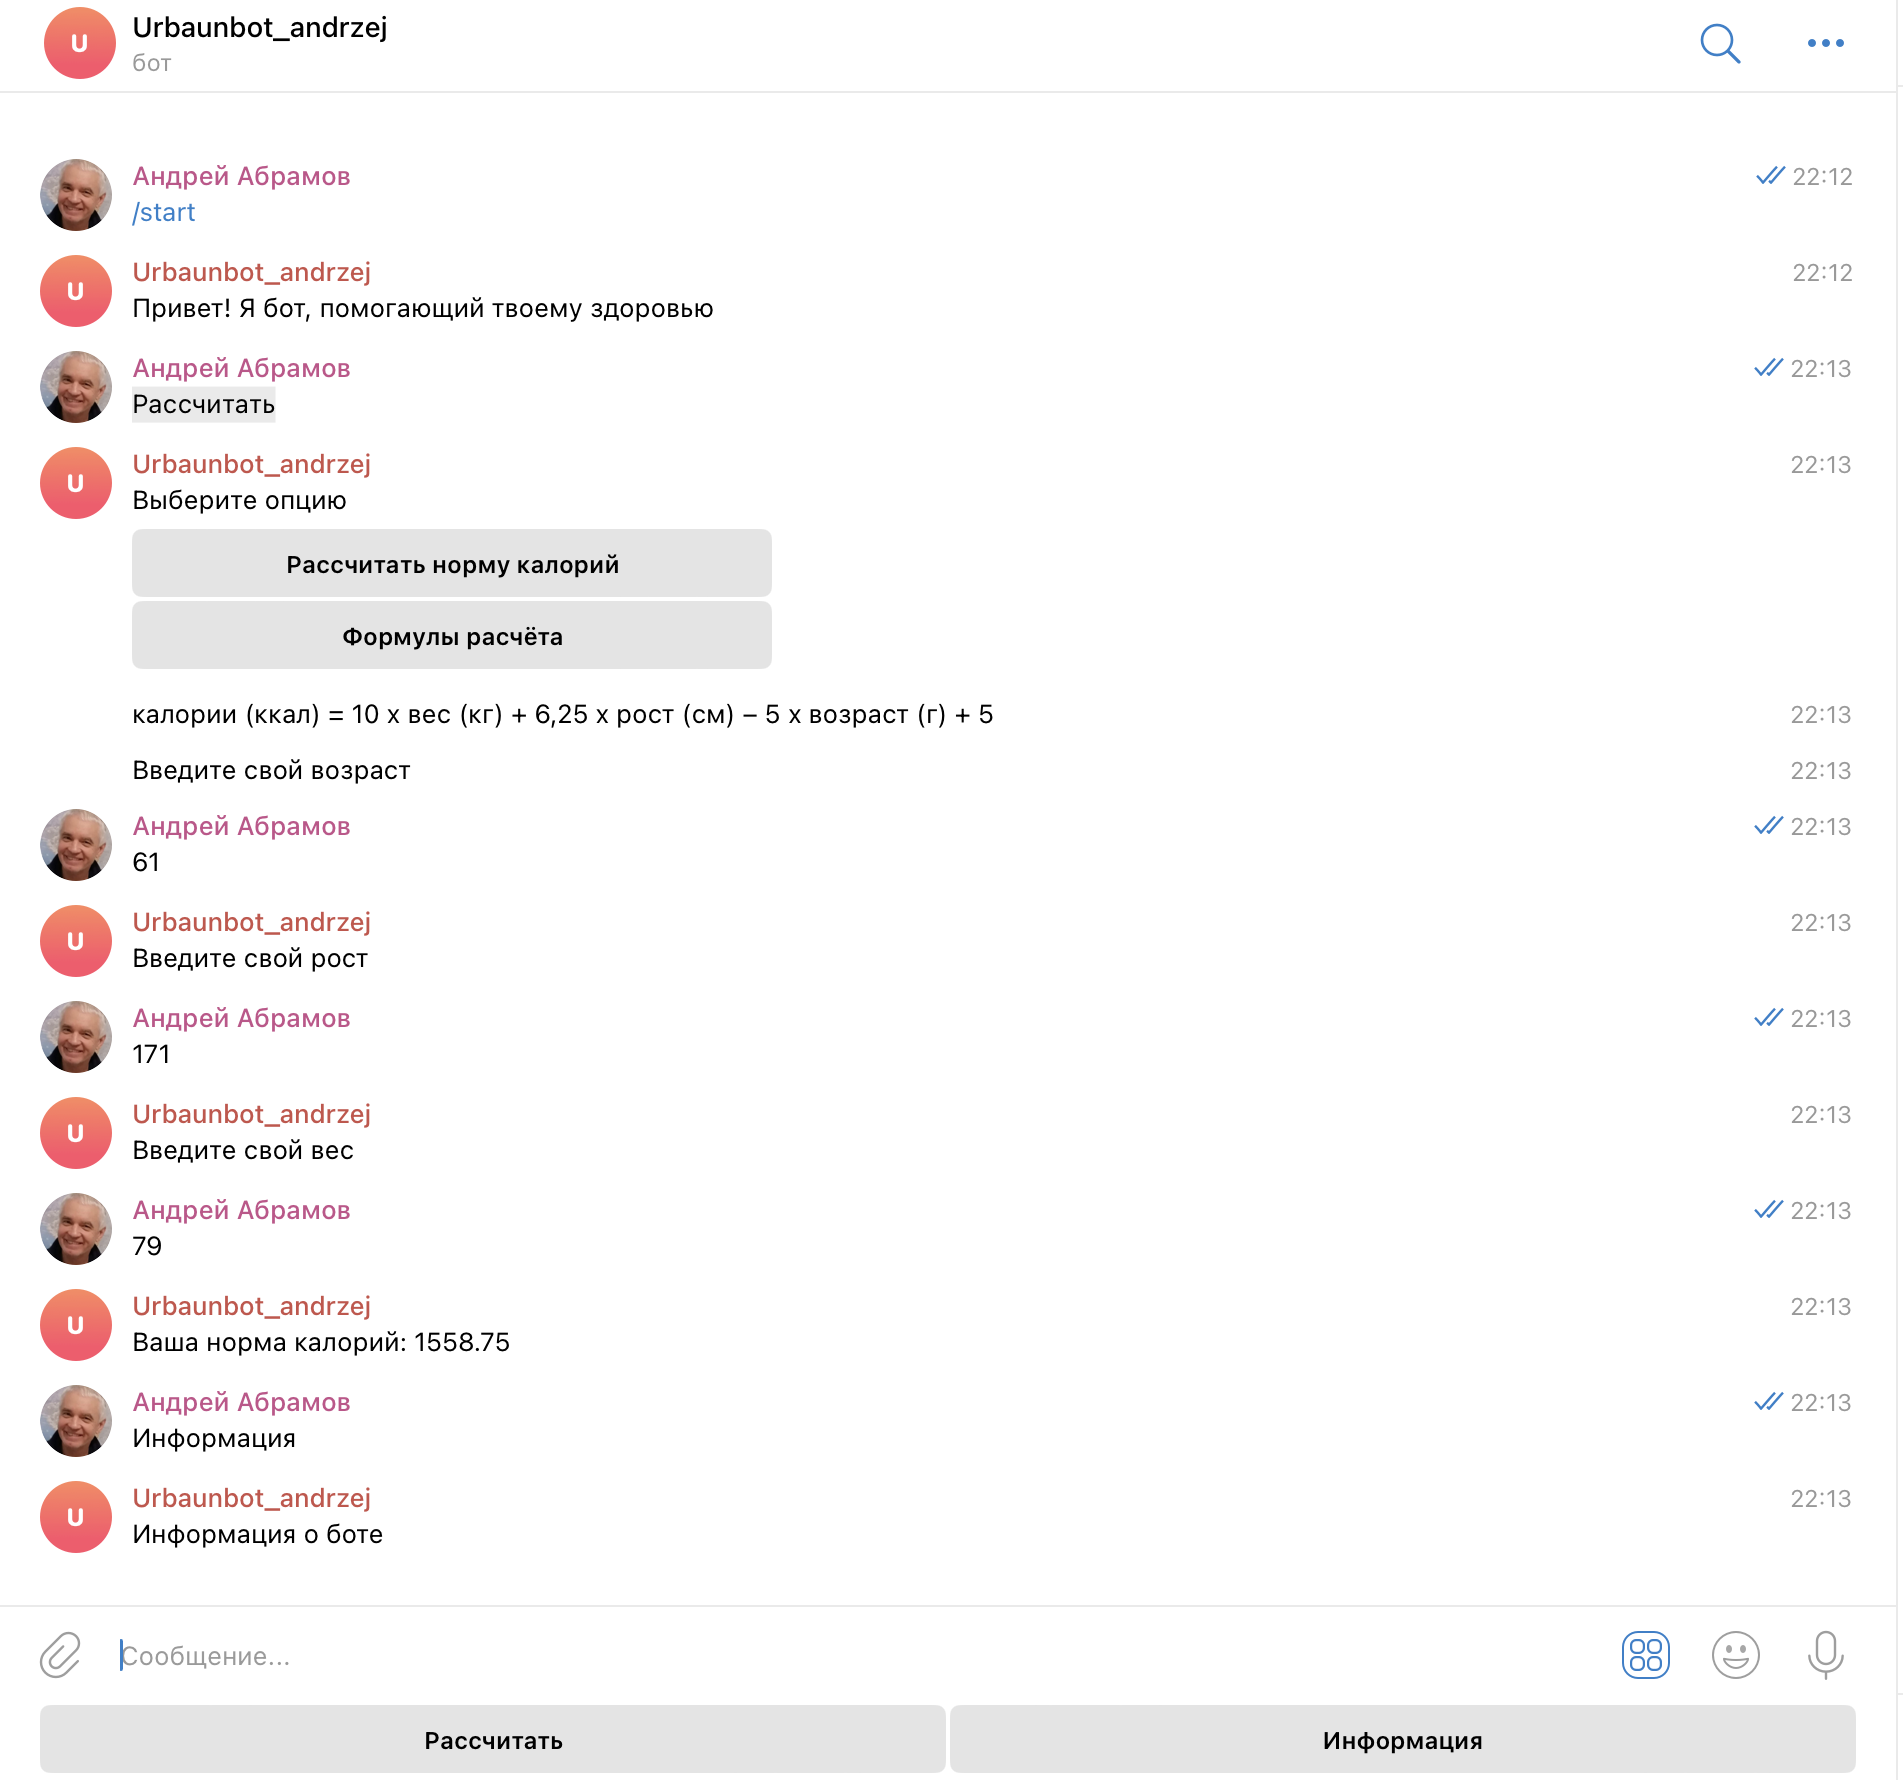 U
Urbaunbot_andrzej
бот
Андрей Абрамов
22:12
/start
U
Urbaunbot_andrzej
22:12
Привет! Я бот, помогающий твоему здоровью
Андрей Абрамов
22:13
Рассчитать
U
Urbaunbot_andrzej
22:13
Выберите опцию
Рассчитать норму калорий
Формулы расчёта
калории (ккал) = 10 x вес (кг) + 6,25 x рост (см) – 5 x возраст (г) + 5
22:13
Введите свой возраст
22:13
Андрей Абрамов
22:13
61
U
Urbaunbot_andrzej
22:13
Введите свой рост
Андрей Абрамов
22:13
171
U
Urbaunbot_andrzej
22:13
Введите свой вес
Андрей Абрамов
22:13
79
U
Urbaunbot_andrzej
22:13
Ваша норма калорий: 1558.75
Андрей Абрамов
22:13
Информация
U
Urbaunbot_andrzej
22:13
Информация о боте
Сообщение...
Рассчитать
Информация